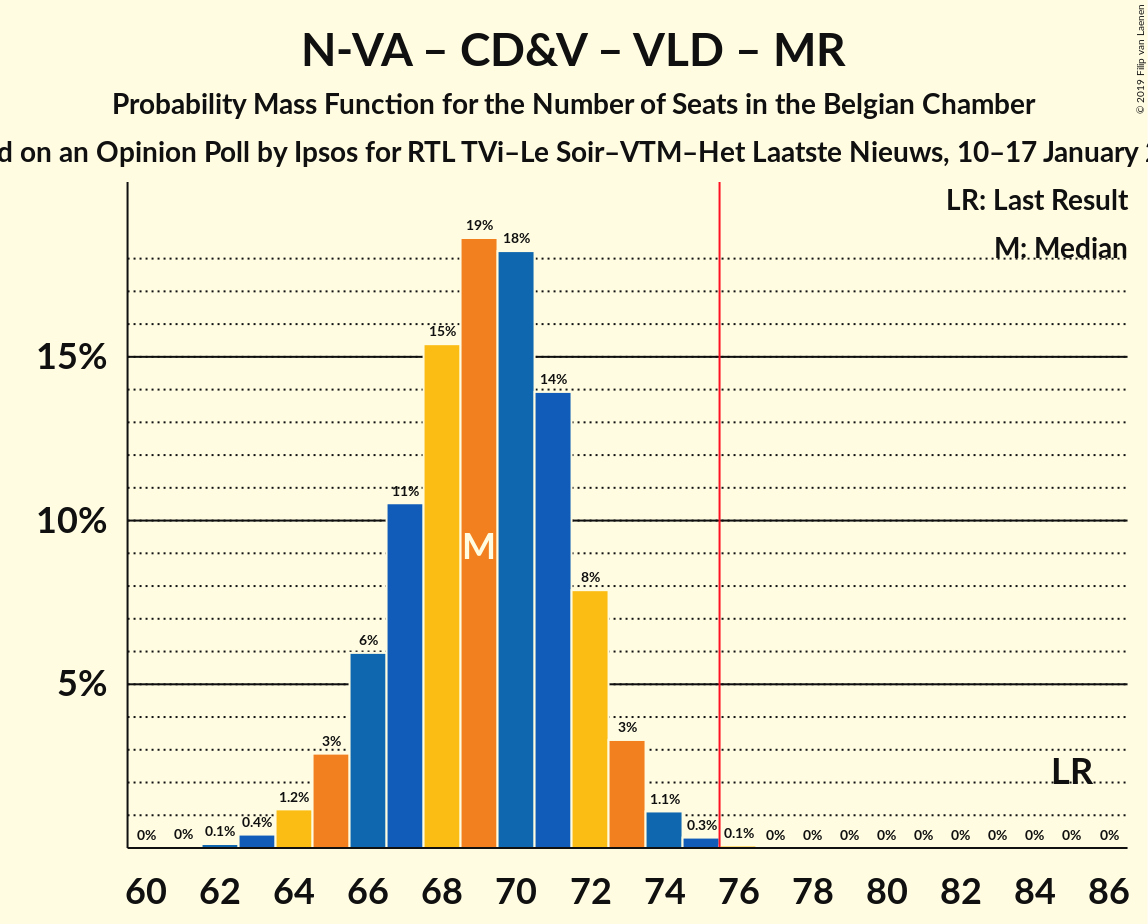 N-VA – CD&V – VLD – MR
Probability Mass Function for the Number of Seats in the Belgian Chamber
d on an Opinion Poll by Ipsos for RTL TVi–Le Soir–VTM–Het Laatste Nieuws, 10–17 January
© 2019 Filip van Laenen
LR: Last Result
M: Median
15%
10%
5%
0% 0% 0.1% 0.4% 1.2% 3% 6% 11% 15% 19% 18% 14% 8% 3% 1.1% 0.3% 0.1% 0% 0% 0% 0% 0% 0% 0% 0% 0% 0%
M
LR
60 62 64 66 68 70 72 74 76 78 80 82 84 86